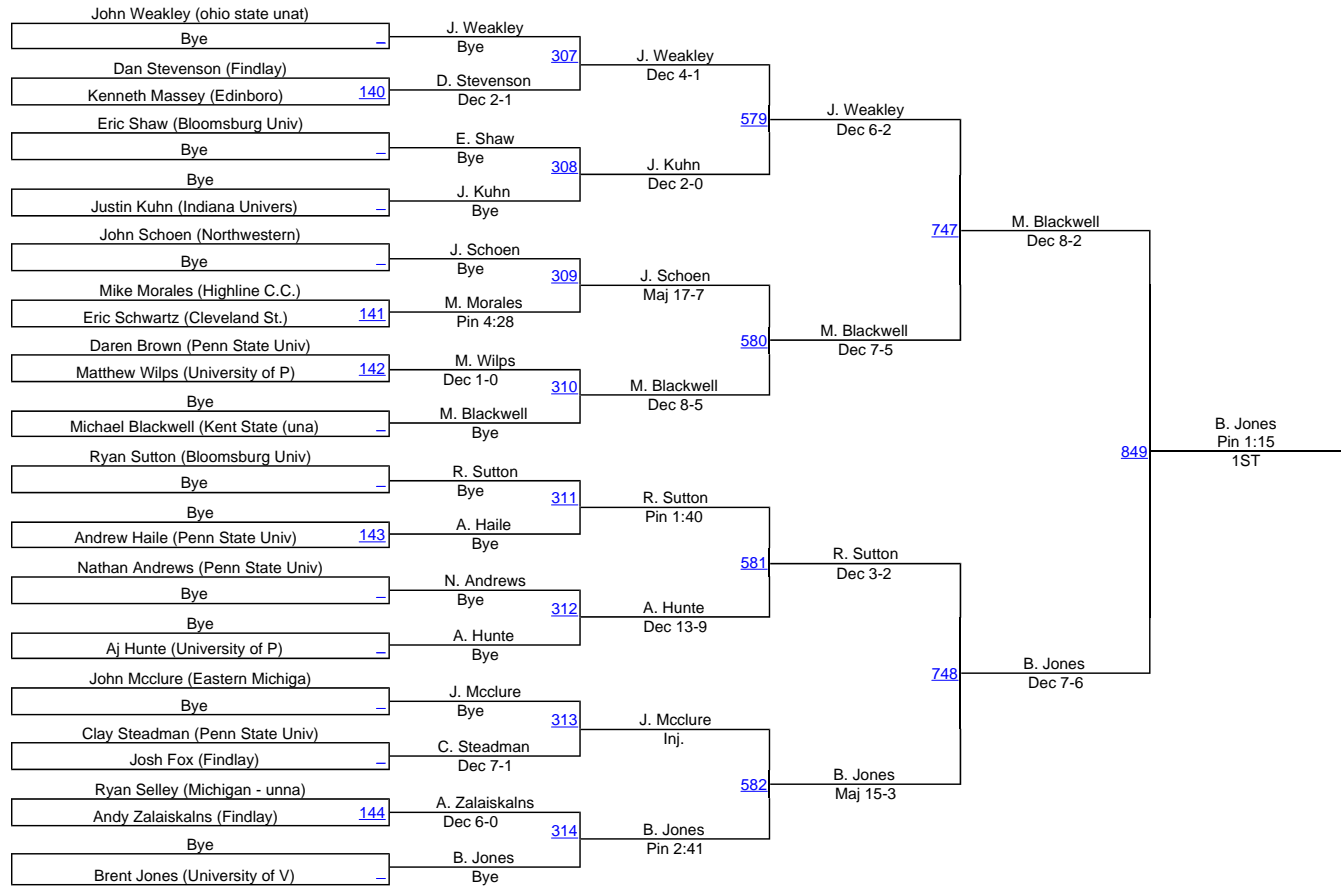 John Weakley (ohio state unat)
Bye
_
Dan Stevenson (Findlay)
Kenneth Massey (Edinboro)
140
Eric Shaw (Bloomsburg Univ)
Bye
_
Bye
Justin Kuhn (Indiana Univers)
_
John Schoen (Northwestern)
Bye
_
Mike Morales (Highline C.C.)
Eric Schwartz (Cleveland St.)
141
Daren Brown (Penn State Univ)
Matthew Wilps (University of P)
142
Bye
Michael Blackwell (Kent State (una)
_
Ryan Sutton (Bloomsburg Univ)
Bye
_
Bye
Andrew Haile (Penn State Univ)
143
Nathan Andrews (Penn State Univ)
Bye
_
Bye
Aj Hunte (University of P)
_
John Mcclure (Eastern Michiga)
Bye
_
Clay Steadman (Penn State Univ)
Josh Fox (Findlay)
_
Ryan Selley (Michigan - unna)
Andy Zalaiskalns (Findlay)
144
Bye
Brent Jones (University of V)
_
J. Weakley
Bye
307
D. Stevenson
Dec 2-1
E. Shaw
Bye
308
J. Kuhn
Bye
J. Schoen
Bye
309
M. Morales
Pin 4:28
M. Wilps
Dec 1-0
310
M. Blackwell
Bye
R. Sutton
Bye
311
A. Haile
Bye
N. Andrews
Bye
312
A. Hunte
Bye
J. Mcclure
Bye
313
C. Steadman
Dec 7-1
A. Zalaiskalns
Dec 6-0
314
B. Jones
Bye
J. Weakley
Dec 4-1
579
J. Kuhn
Dec 2-0
J. Schoen
Maj 17-7
580
M. Blackwell
Dec 8-5
R. Sutton
Pin 1:40
581
A. Hunte
Dec 13-9
J. Mcclure
Inj.
582
B. Jones
Pin 2:41
J. Weakley
Dec 6-2
747
M. Blackwell
Dec 7-5
R. Sutton
Dec 3-2
748
B. Jones
Maj 15-3
M. Blackwell
Dec 8-2
849
B. Jones
Dec 7-6
B. Jones
Pin 1:15
1ST